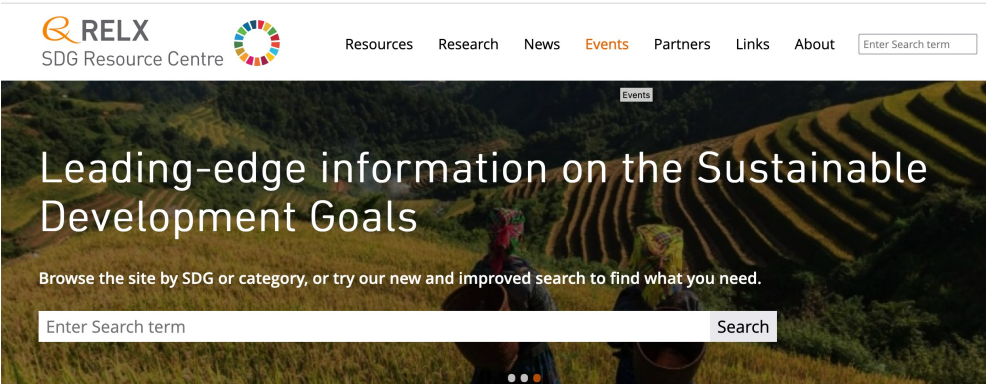 RELX
SDG Resource Centre
Resources Research News Events Partners Links About Enter Search term
Events
Leading-edge information on the Sustainable
Development Goals
Browse the site by SDG or category, or try our new and improved search to find what you need.
Enter Search term Search